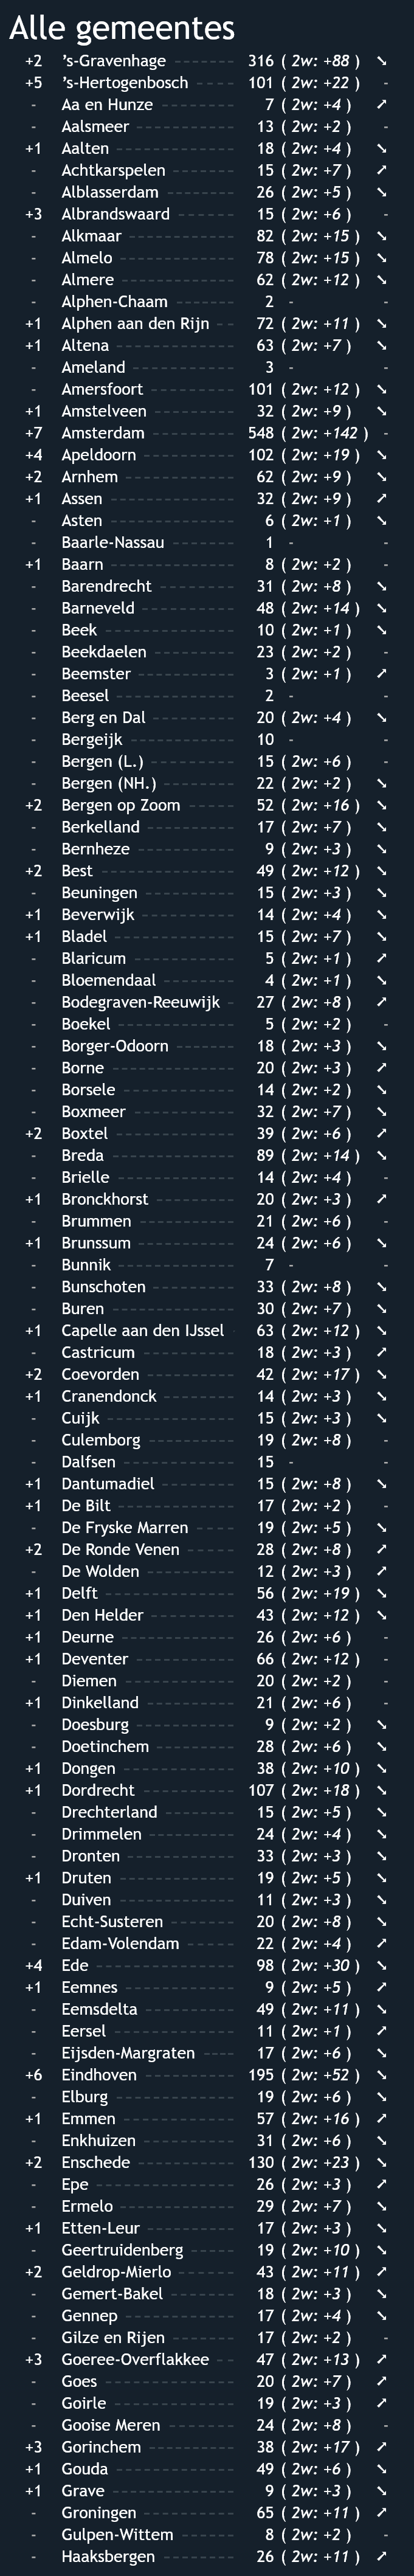 Alle gemeentes
+2 's-Gravenhage 316 ( 2w: +88 ) ↘
+5 's-Hertogenbosch 101 ( 2w: +22 ) -
- Aa en Hunze 7 ( 2w: +4 ) ↗
- Aalsmeer 13 ( 2w: +2 ) -
+1 Aalten 18 ( 2w: +4 ) ↘
- Achtkarspelen 15 ( 2w: +7 ) ↗
- Alblasserdam 26 ( 2w: +5 ) ↘
+3 Albrandswaard 15 ( 2w: +6 ) -
- Alkmaar 82 ( 2w: +15 ) ↘
- Almelo 78 ( 2w: +15 ) ↘
- Almere 62 ( 2w: +12 ) ↘
- Alphen-Chaam 2 - -
+1 Alphen aan den Rijn 72 ( 2w: +11 ) ↘
+1 Altena 63 ( 2w: +7 ) ↘
- Ameland 3 - -
- Amersfoort 101 ( 2w: +12 ) ↘
+1 Amstelveen 32 ( 2w: +9 ) ↘
+7 Amsterdam 548 ( 2w: +142 ) -
+4 Apeldoorn 102 ( 2w: +19 ) ↘
+2 Arnhem 62 ( 2w: +9 ) ↘
+1 Assen 32 ( 2w: +9 ) ↗
- Asten 6 ( 2w: +1 ) ↘
- Baarle-Nassau 1 - -
+1 Baarn 8 ( 2w: +2 ) -
- Barendrecht 31 ( 2w: +8 ) ↘
- Barneveld 48 ( 2w: +14 ) ↘
- Beek 10 ( 2w: +1 ) ↘
- Beekdaelen 23 ( 2w: +2 ) -
- Beemster 3 ( 2w: +1 ) ↗
- Beesel 2 - -
- Berg en Dal 20 ( 2w: +4 ) ↘
- Bergeijk 10 - -
- Bergen (L.) 15 ( 2w: +6 ) -
- Bergen (NH.) 22 ( 2w: +2 ) ↘
+2 Bergen op Zoom 52 ( 2w: +16 ) ↘
- Berkelland 17 ( 2w: +7 ) ↘
- Bernheze 9 ( 2w: +3 ) ↘
+2 Best 49 ( 2w: +12 ) ↘
- Beuningen 15 ( 2w: +3 ) ↘
+1 Beverwijk 14 ( 2w: +4 ) ↘
+1 Bladel 15 ( 2w: +7 ) ↘
- Blaricum 5 ( 2w: +1 ) ↗
- Bloemendaal 4 ( 2w: +1 ) ↘
- Bodegraven-Reeuwijk 27 ( 2w: +8 ) ↗
- Boekel 5 ( 2w: +2 ) -
- Borger-Odoorn 18 ( 2w: +3 ) ↘
- Borne 20 ( 2w: +3 ) ↗
- Borsele 14 ( 2w: +2 ) ↘
- Boxmeer 32 ( 2w: +7 ) ↘
+2 Boxtel 39 ( 2w: +6 ) ↗
- Breda 89 ( 2w: +14 ) ↘
- Brielle 14 ( 2w: +4 ) -
+1 Bronckhorst 20 ( 2w: +3 ) ↗
- Brummen 21 ( 2w: +6 ) -
+1 Brunssum 24 ( 2w: +6 ) ↘
- Bunnik 7 - -
- Bunschoten 33 ( 2w: +8 ) ↘
- Buren 30 ( 2w: +7 ) ↘
+1 Capelle aan den IJssel 63 ( 2w: +12 ) ↘
- Castricum 18 ( 2w: +3 ) ↗
+2 Coevorden 42 ( 2w: +17 ) ↘
+1 Cranendonck 14 ( 2w: +3 ) ↘
- Cuijk 15 ( 2w: +3 ) ↘
- Culemborg 19 ( 2w: +8 ) -
- Dalfsen 15 - -
+1 Dantumadiel 15 ( 2w: +8 ) ↘
+1 De Bilt 17 ( 2w: +2 ) -
- De Fryske Marren 19 ( 2w: +5 ) ↘
+2 De Ronde Venen 28 ( 2w: +8 ) ↗
- De Wolden 12 ( 2w: +3 ) ↗
+1 Delft 56 ( 2w: +19 ) ↘
+1 Den Helder 43 ( 2w: +12 ) ↘
+1 Deurne 26 ( 2w: +6 ) -
+1 Deventer 66 ( 2w: +12 ) -
- Diemen 20 ( 2w: +2 ) -
+1 Dinkelland 21 ( 2w: +6 ) -
- Doesburg 9 ( 2w: +2 ) ↘
- Doetinchem 28 ( 2w: +6 ) ↘
+1 Dongen 38 ( 2w: +10 ) ↘
+1 Dordrecht 107 ( 2w: +18 ) ↘
- Drechterland 15 ( 2w: +5 ) ↘
- Drimmelen 24 ( 2w: +4 ) ↘
- Dronten 33 ( 2w: +3 ) ↘
+1 Druten 19 ( 2w: +5 ) ↘
- Duiven 11 ( 2w: +3 ) ↘
- Echt-Susteren 20 ( 2w: +8 ) ↘
- Edam-Volendam 22 ( 2w: +4 ) ↗
+4 Ede 98 ( 2w: +30 ) ↘
+1 Eemnes 9 ( 2w: +5 ) ↗
- Eemsdelta 49 ( 2w: +11 ) ↘
- Eersel 11 ( 2w: +1 ) ↗
- Eijsden-Margraten 17 ( 2w: +6 ) ↘
+6 Eindhoven 195 ( 2w: +52 ) ↘
- Elburg 19 ( 2w: +6 ) ↘
+1 Emmen 57 ( 2w: +16 ) ↗
- Enkhuizen 31 ( 2w: +6 ) ↘
+2 Enschede 130 ( 2w: +23 ) ↘
- Epe 26 ( 2w: +3 ) ↗
- Ermelo 29 ( 2w: +7 ) ↘
+1 Etten-Leur 17 ( 2w: +3 ) ↘
- Geertruidenberg 19 ( 2w: +10 ) ↘
+2 Geldrop-Mierlo 43 ( 2w: +11 ) ↗
- Gemert-Bakel 18 ( 2w: +3 ) ↘
- Gennep 17 ( 2w: +4 ) ↘
- Gilze en Rijen 17 ( 2w: +2 ) -
+3 Goeree-Overflakkee 47 ( 2w: +13 ) ↗
- Goes 20 ( 2w: +7 ) ↗
- Goirle 19 ( 2w: +3 ) ↗
- Gooise Meren 24 ( 2w: +8 ) -
+3 Gorinchem 38 ( 2w: +17 ) ↗
+1 Gouda 49 ( 2w: +6 ) ↘
+1 Grave 9 ( 2w: +3 ) ↘
- Groningen 65 ( 2w: +11 ) ↗
- Gulpen-Wittem 8 ( 2w: +2 ) -
- Haaksbergen 26 ( 2w: +11 ) ↗